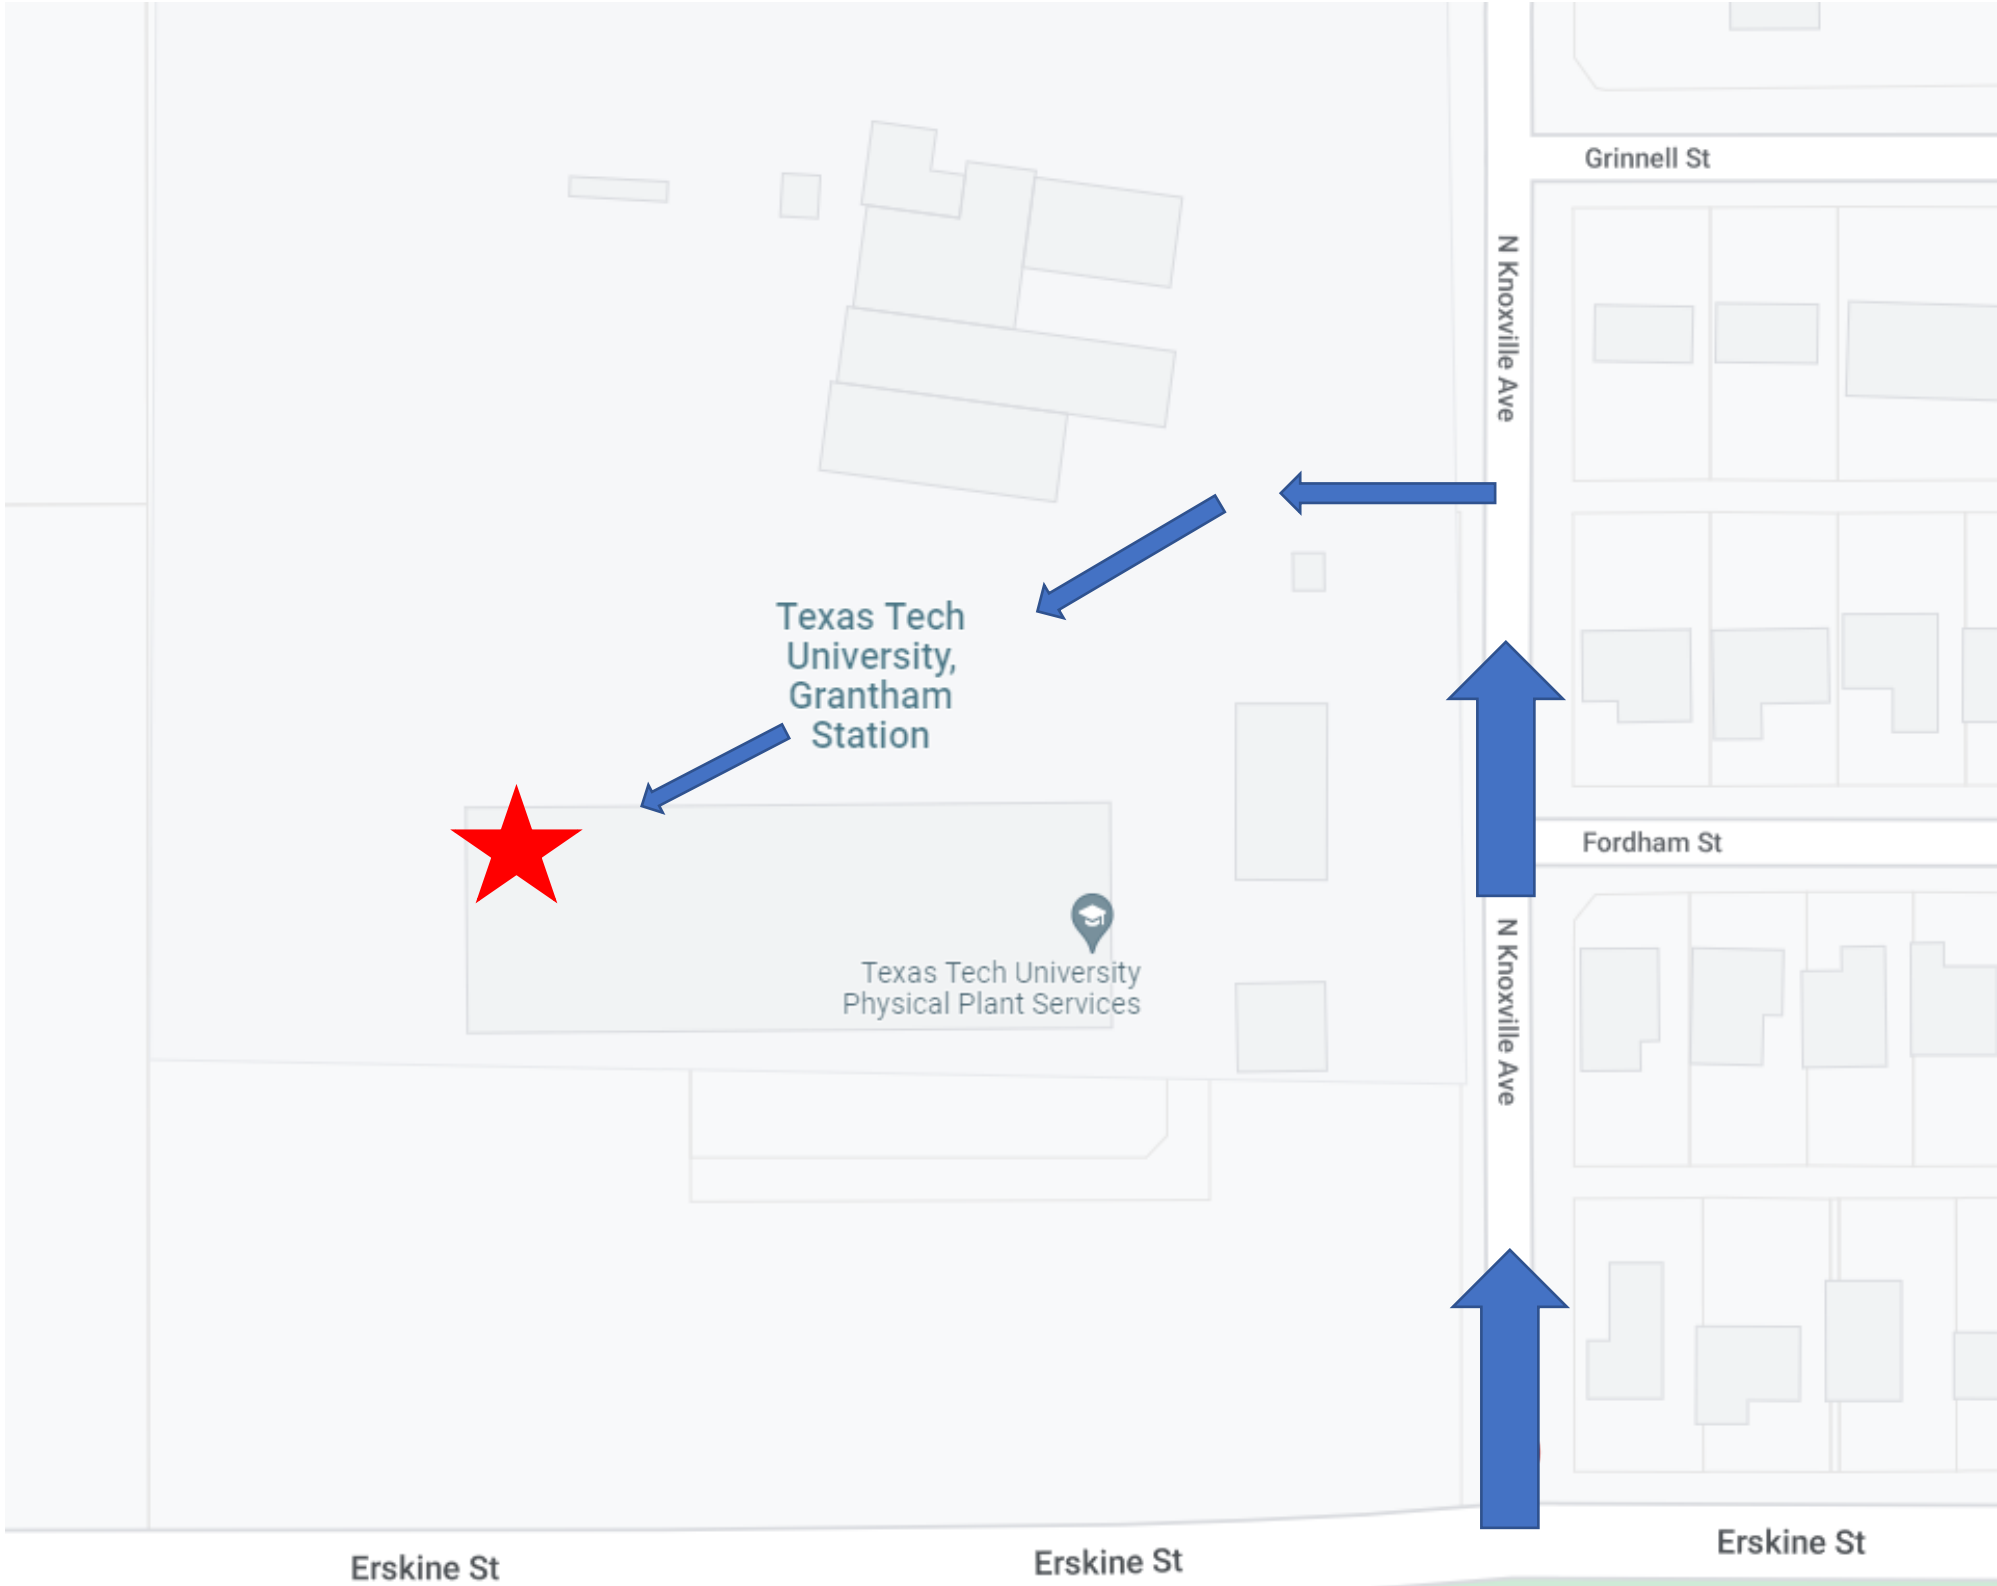 Grinnell St
N Knoxville Ave
Texas Tech
University,
Grantham
Station
Fordham St
Texas Tech University
Physical Plant Services
N Knoxville Ave
Erskine St
Erskine St
Erskine St